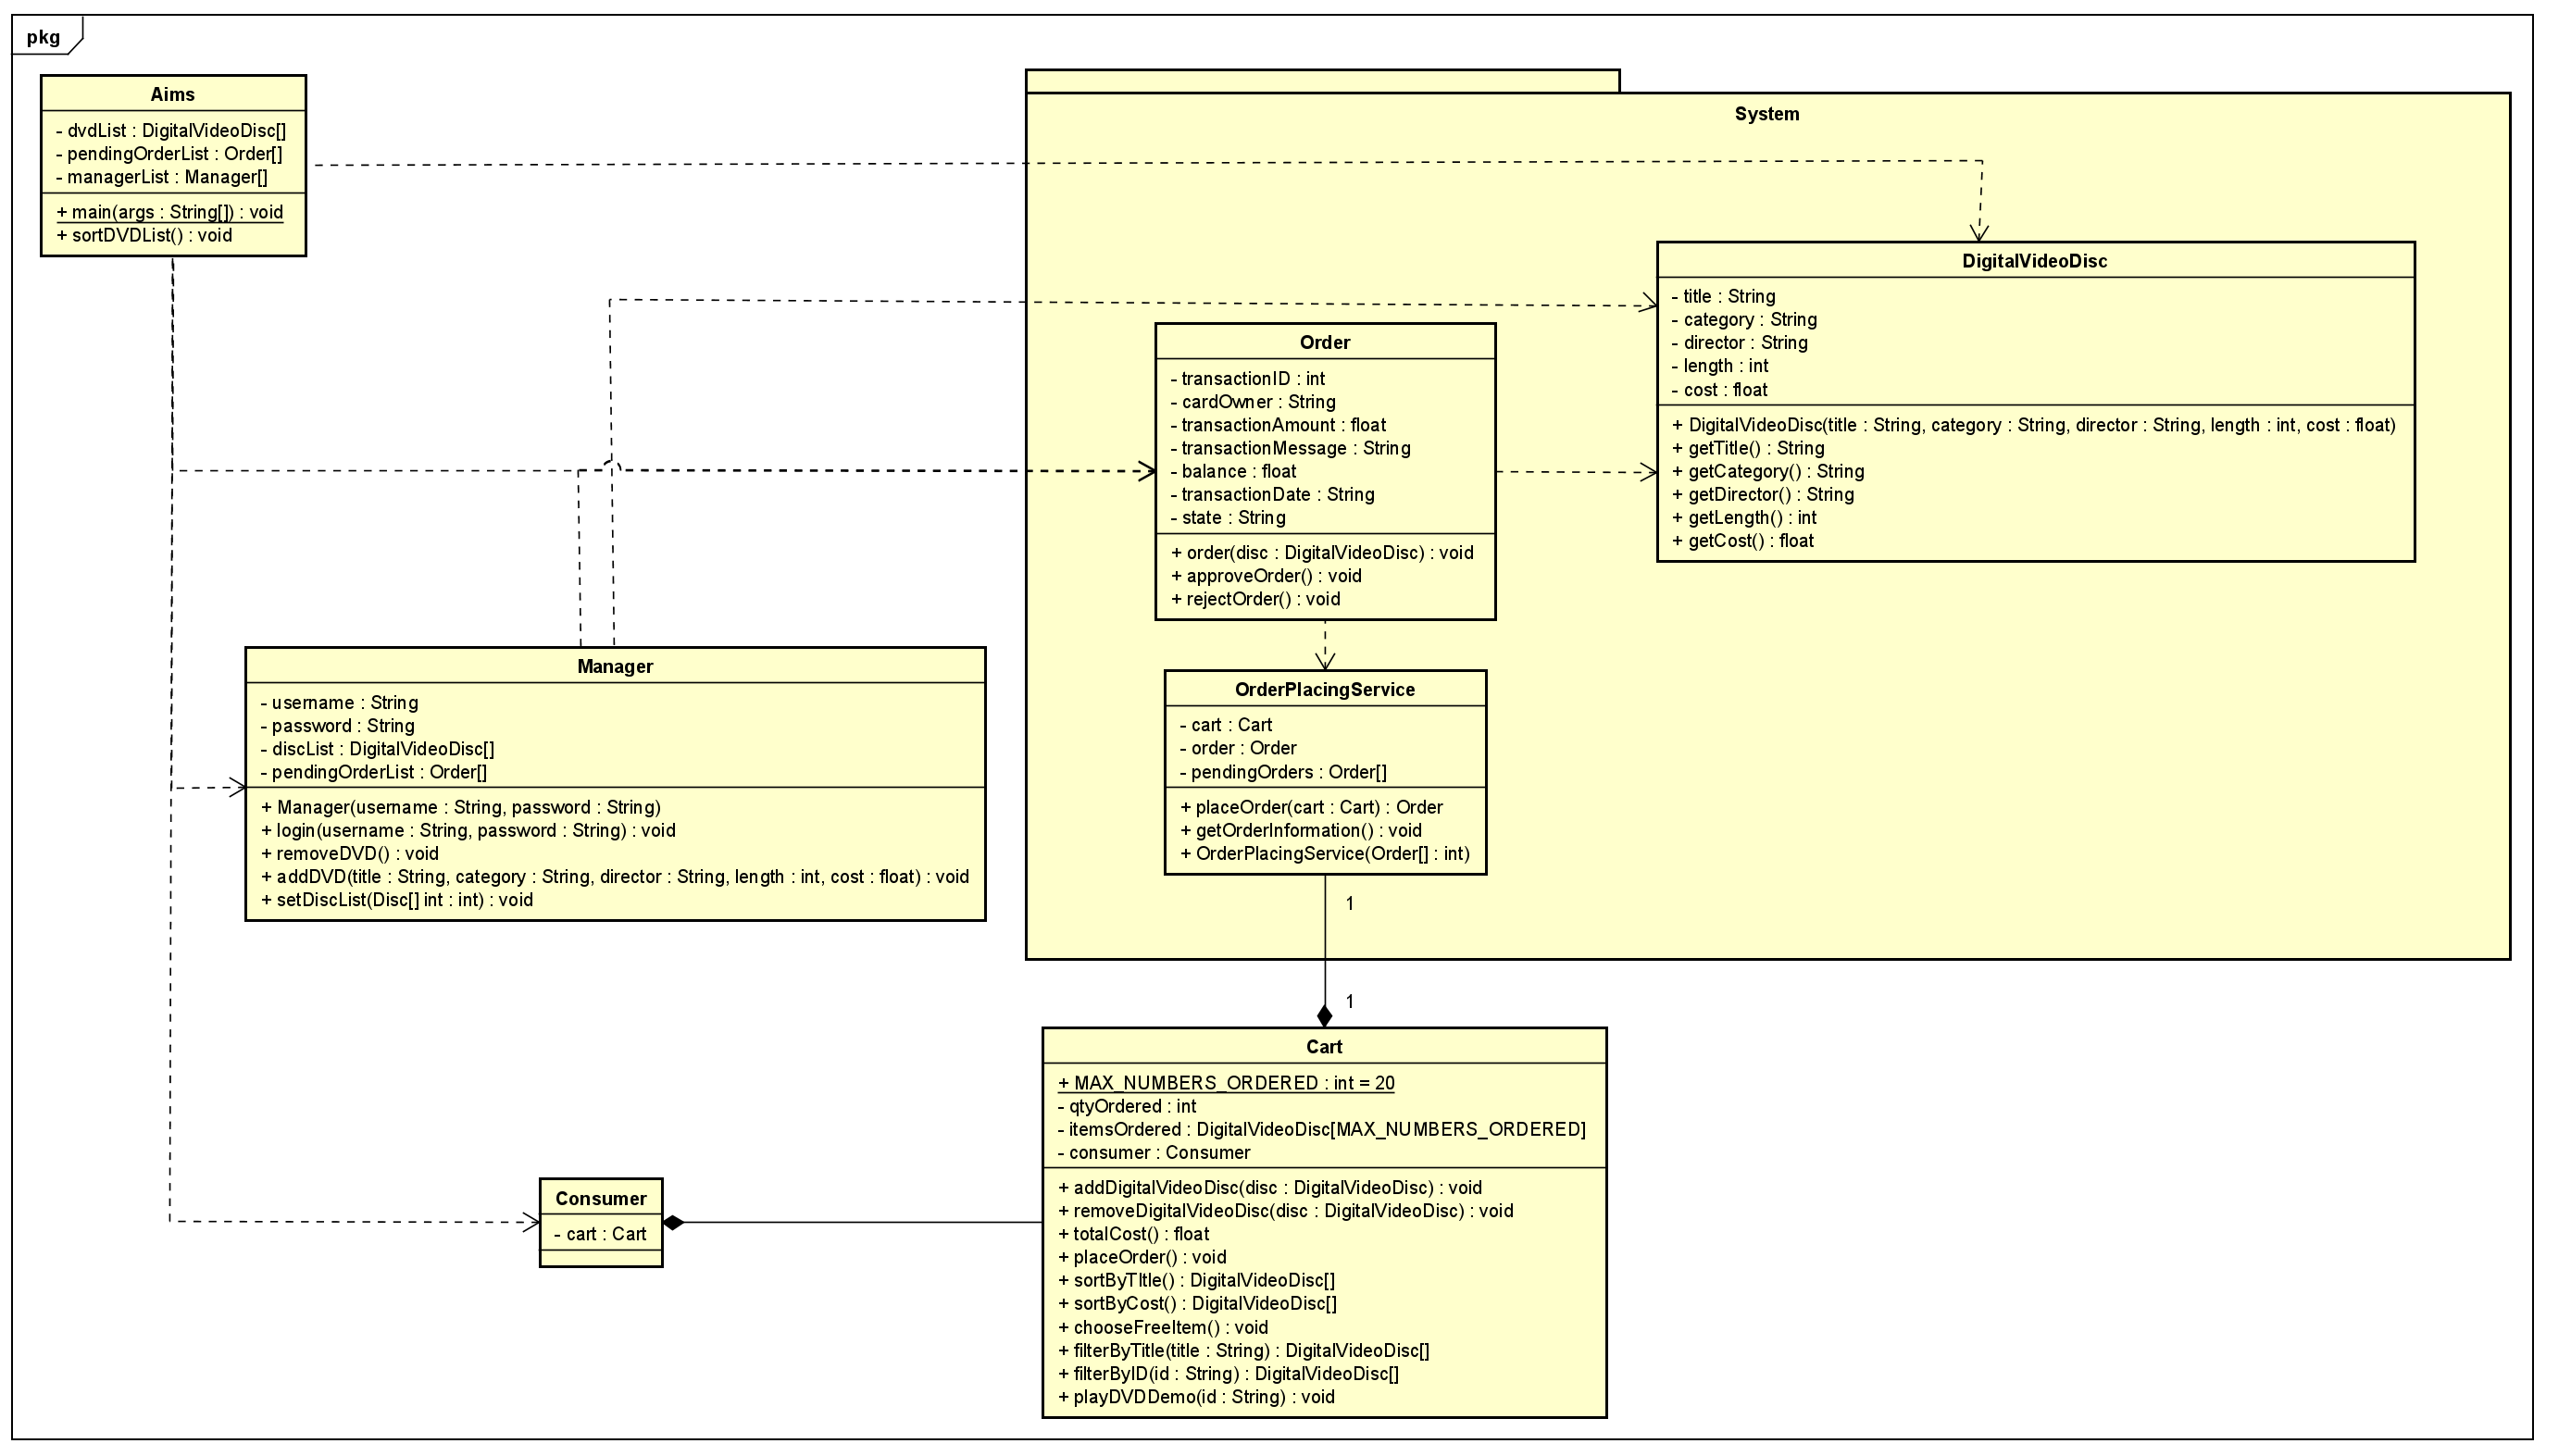 pkg
Aims
- dvdList : DigitalVideoDisc[]
- pendingOrderList : Order[]
- managerList : Manager[]
+ main(args : String[]) : void
+ sortDVDList() : void
System
DigitalVideoDisc
- title : String
- category : String
- director : String
- length : int
- cost : float
+ DigitalVideoDisc(title : String, category : String, director : String, length : int, cost : float)
+ getTitle() : String
+ getCategory() : String
+ getDirector() : String
+ getLength() : int
+ getCost() : float
Order
- transactionID : int
- cardOwner : String
- transactionAmount : float
- transactionMessage : String
- balance : float
- transactionDate : String
- state : String
+ order(disc : DigitalVideoDisc) : void
+ approveOrder() : void
+ rejectOrder() : void
Manager
- username : String
- password : String
- discList : DigitalVideoDisc[]
- pendingOrderList : Order[]
+ Manager(username : String, password : String)
+ login(username : String, password : String) : void
+ removeDVD() : void
+ addDVD(title : String, category : String, director : String, length : int, cost : float) : void
+ setDiscList(Disc[] int : int) : void
OrderPlacingService
- cart : Cart
- order : Order
- pendingOrders : Order[]
+ placeOrder(cart : Cart) : Order
+ getOrderInformation() : void
+ OrderPlacingService(Order[] : int)
1
1
Cart
+ MAX_NUMBERS_ORDERED : int = 20
- qtyOrdered : int
- itemsOrdered : DigitalVideoDisc[MAX_NUMBERS_ORDERED]
- consumer : Consumer
+ addDigitalVideoDisc(disc : DigitalVideoDisc) : void
+ removeDigitalVideoDisc(disc : DigitalVideoDisc) : void
+ totalCost() : float
+ placeOrder() : void
+ sortByTItle() : DigitalVideoDisc[]
+ sortByCost() : DigitalVideoDisc[]
+ chooseFreeItem() : void
+ filterByTitle(title : String) : DigitalVideoDisc[]
+ filterByID(id : String) : DigitalVideoDisc[]
+ playDVDDemo(id : String) : void
Consumer
- cart : Cart